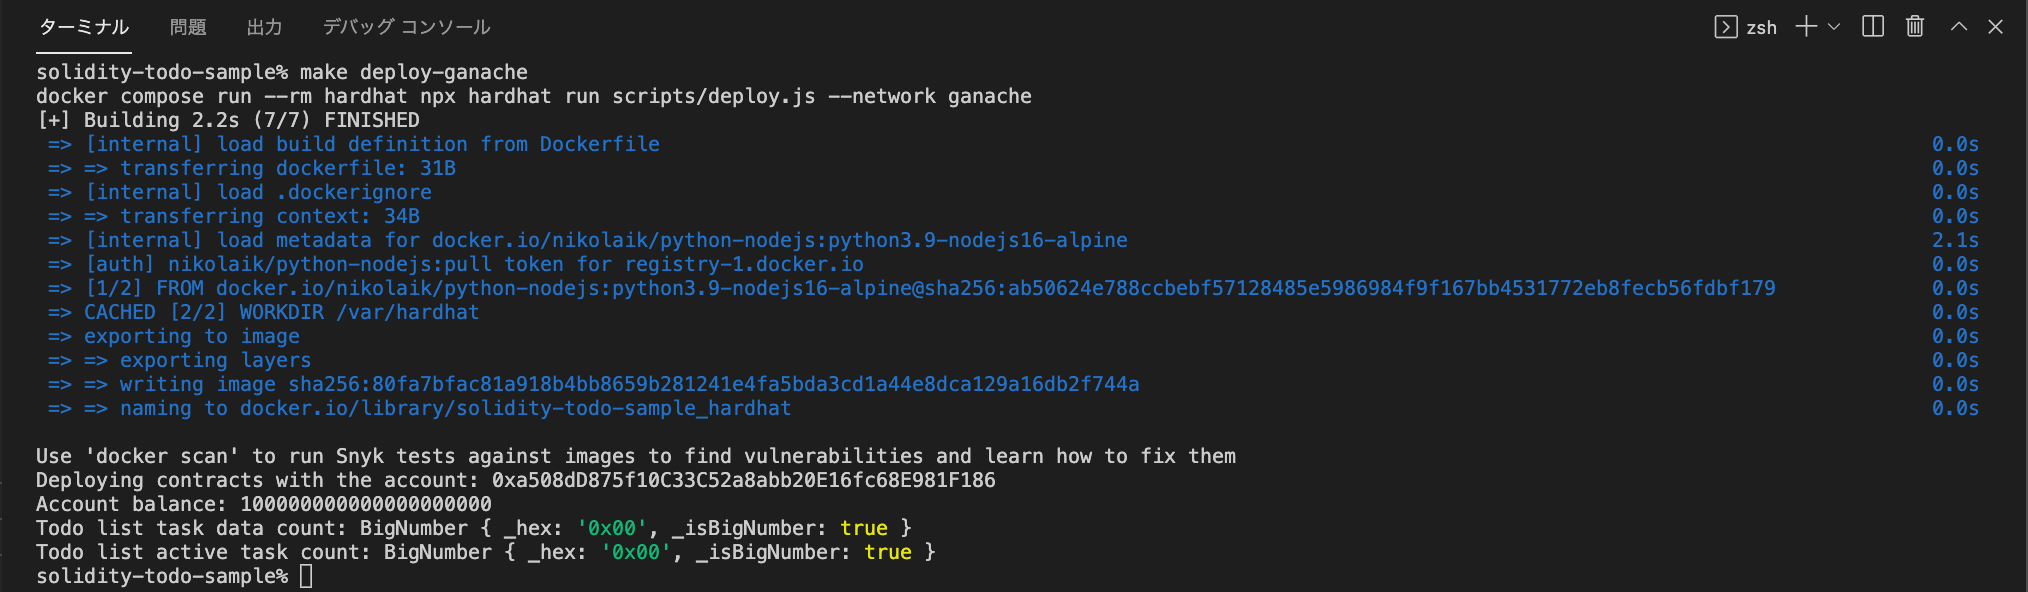 ターミナル 問題 出力 デバッグ コンソール zsh
solidity-todo-sample% make deploy-ganache
docker compose run --rm hardhat npx hardhat run scripts/deploy.js --network ganache
[+] Building 2.2s (7/7) FINISHED
=> [internal] load build definition from Dockerfile 0.0s
=> => transferring dockerfile: 31B 0.0s
=> [internal] load .dockerignore 0.0s
=> => transferring context: 34B 0.0s
=> [internal] load metadata for docker.io/nikolaik/python-nodejs:python3.9-nodejs16-alpine 2.1s
=> [auth] nikolaik/python-nodejs:pull token for registry-1.docker.io 0.0s
=> [1/2] FROM docker.io/nikolaik/python-nodejs:python3.9-nodejs16-alpine@sha256:ab50624e788ccbebf57128485e5986984f9f167bb4531772eb8fecb56fdbf179 0.0s
=> CACHED [2/2] WORKDIR /var/hardhat 0.0s
=> exporting to image 0.0s
=> => exporting layers 0.0s
=> => writing image sha256:80fa7bfac81a918b4bb8659b281241e4fa5bda3cd1a44e8dca129a16db2f744a 0.0s
=> => naming to docker.io/library/solidity-todo-sample_hardhat 0.0s
Use 'docker scan' to run Snyk tests against images to find vulnerabilities and learn how to fix them
Deploying contracts with the account: 0xa508dD875f10C33C52a8abb20E16fc68E981F186
Account balance: 100000000000000000000
Todo list task data count: BigNumber { _hex: '0x00', _isBigNumber: true }
Todo list active task count: BigNumber { _hex: '0x00', _isBigNumber: true }
solidity-todo-sample%